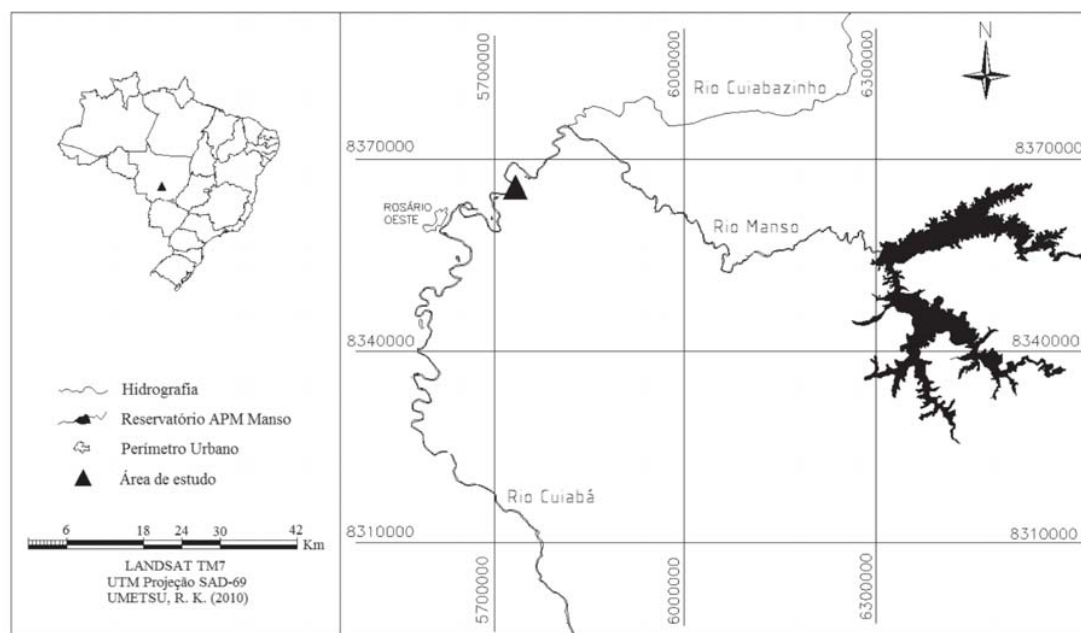 N
5700000
6000000
6300000
Rio Cuiabazinho
8370000
8370000
ROSÁRIO
OESTE
Rio Manso
8340000
8340000
Hidrografia
Reservatório APM Manso
Perímetro Urbano
Área de estudo
Rio Cuiabá
6
18
24
30
42
Km
8310000
8310000
LANDSAT TM7
UTM Projeção SAD-69
UMETSU, R. K. (2010)
5700000
6000000
6300000